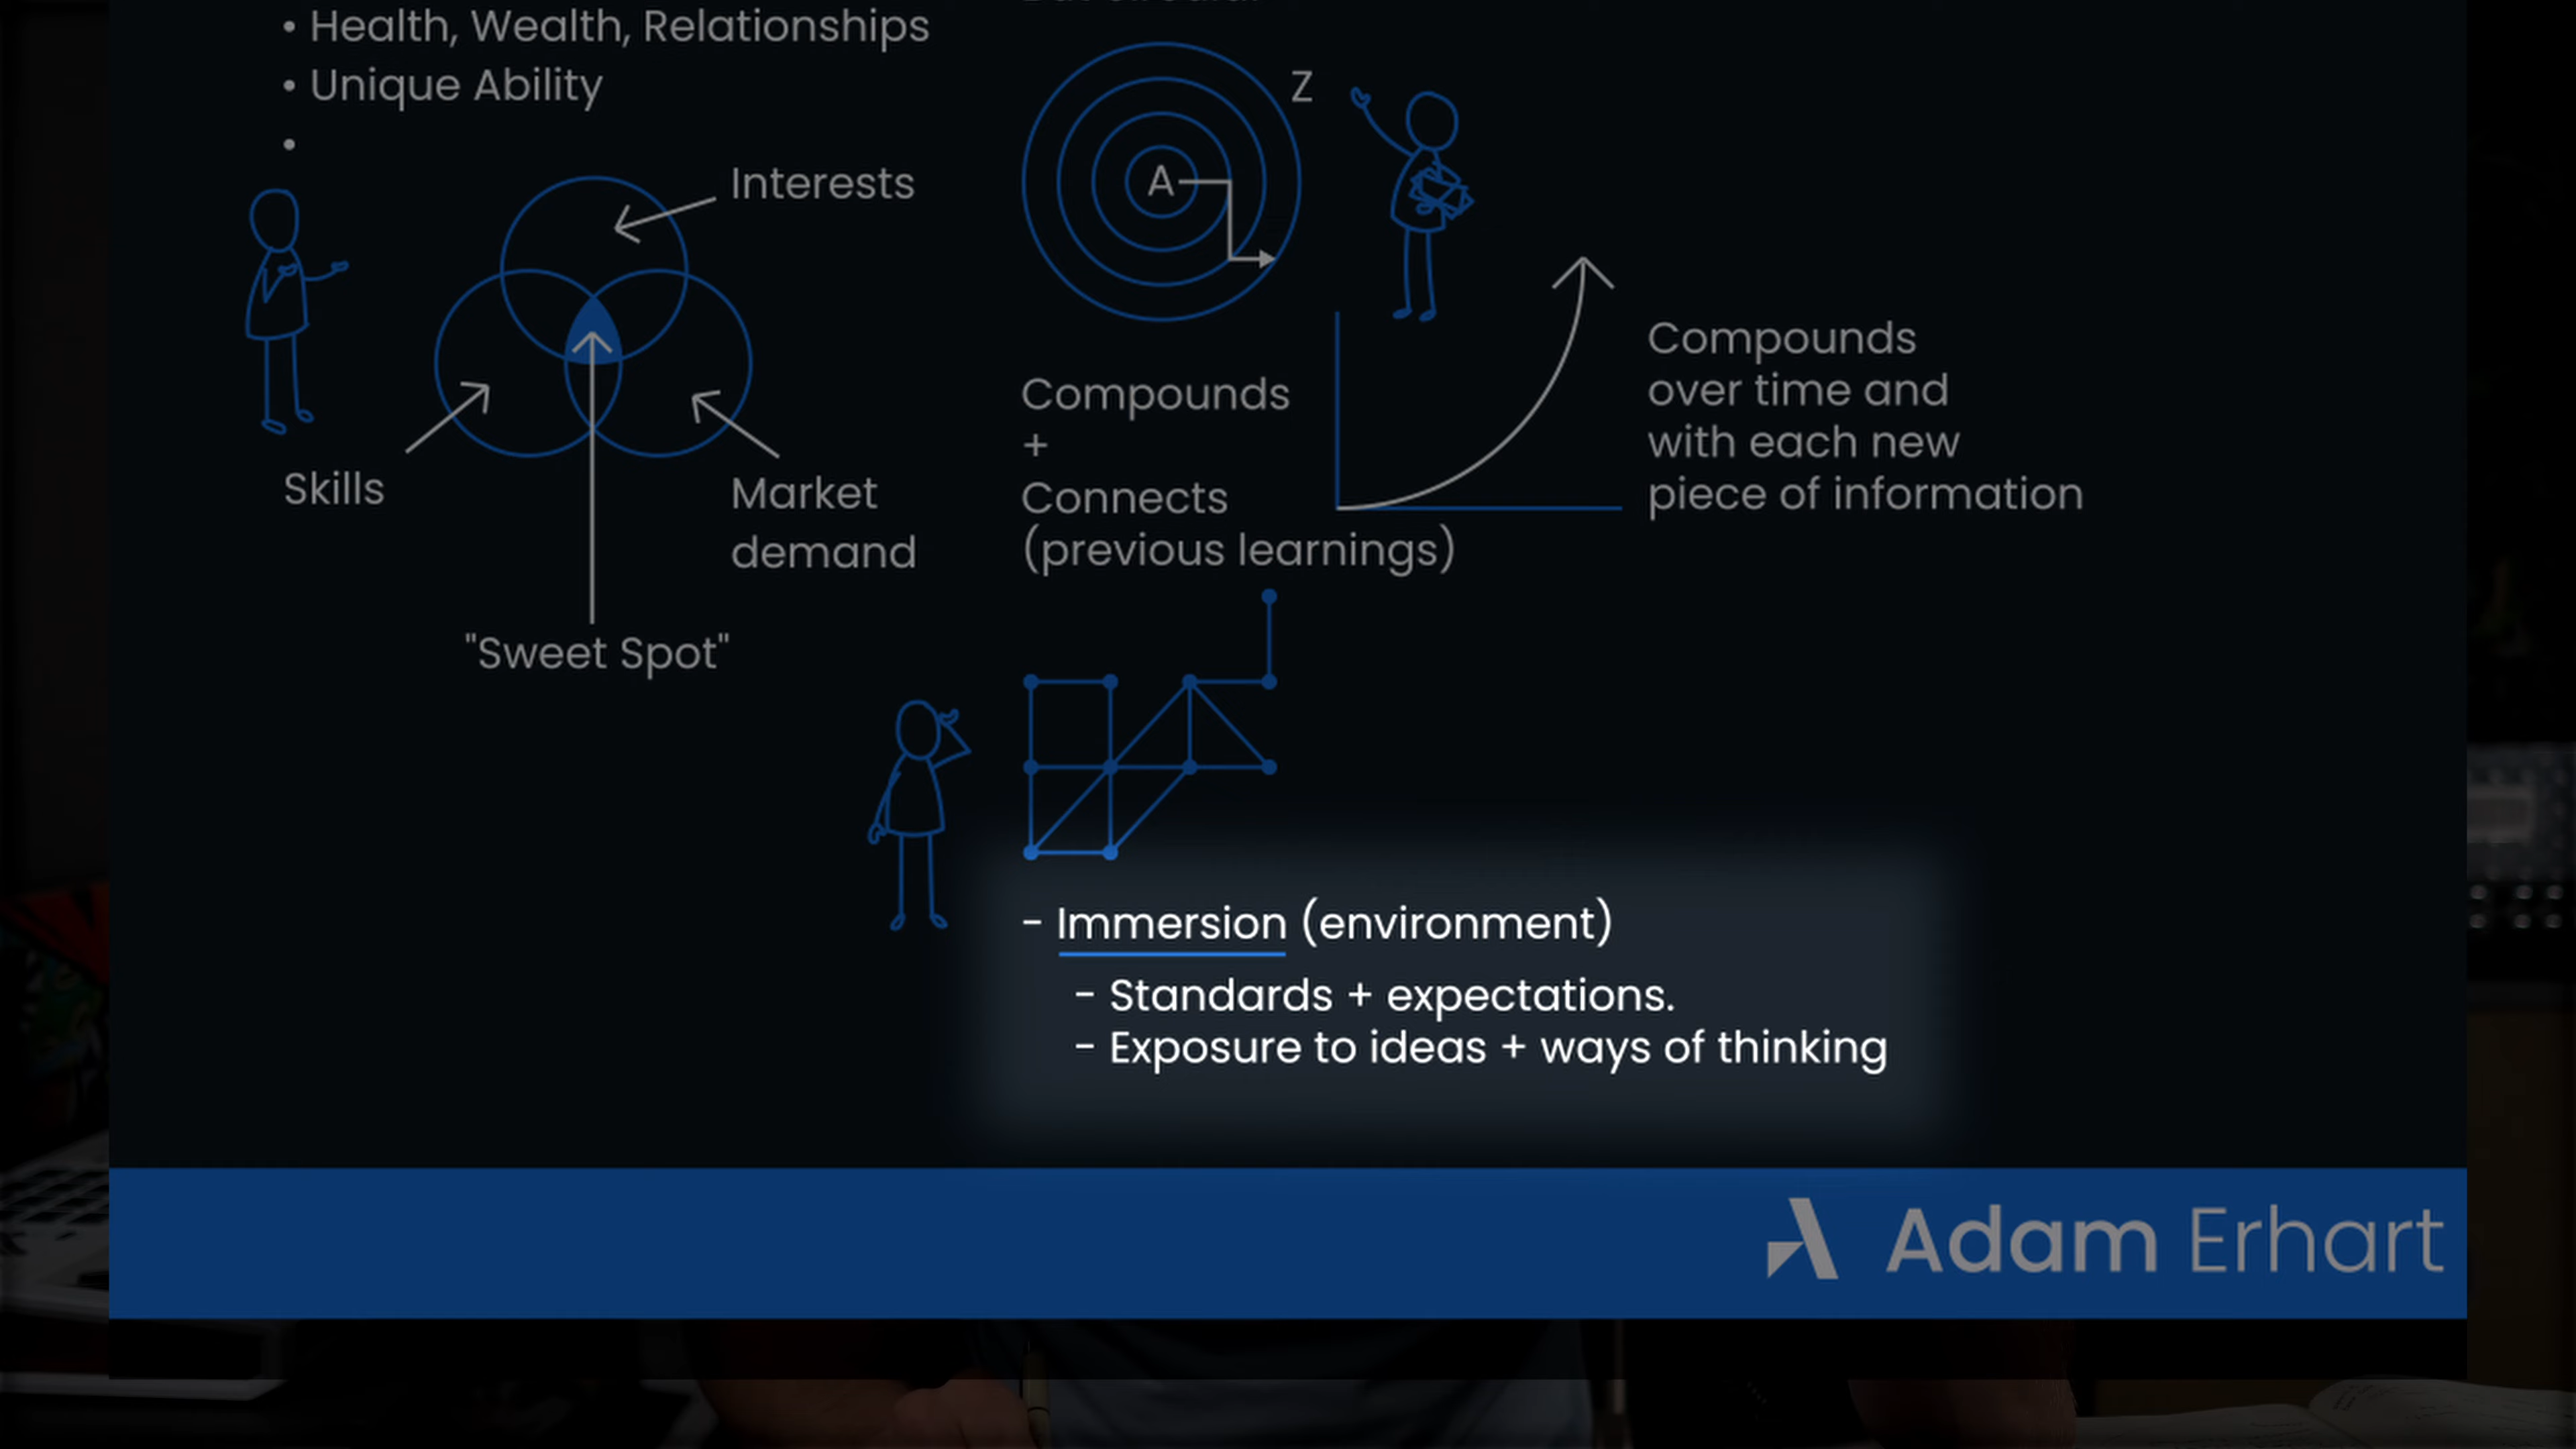 • Health, Wealth, Relationships
• Unique Ability
•
Interests
Skills
Market
demand
"Sweet Spot"
Z
A
Compounds
+
Connects
(previous learnings)
Compounds
over time and
with each new
piece of information
- Immersion (environment)
- Standards + expectations.
- Exposure to ideas + ways of thinking
Adam Erhart